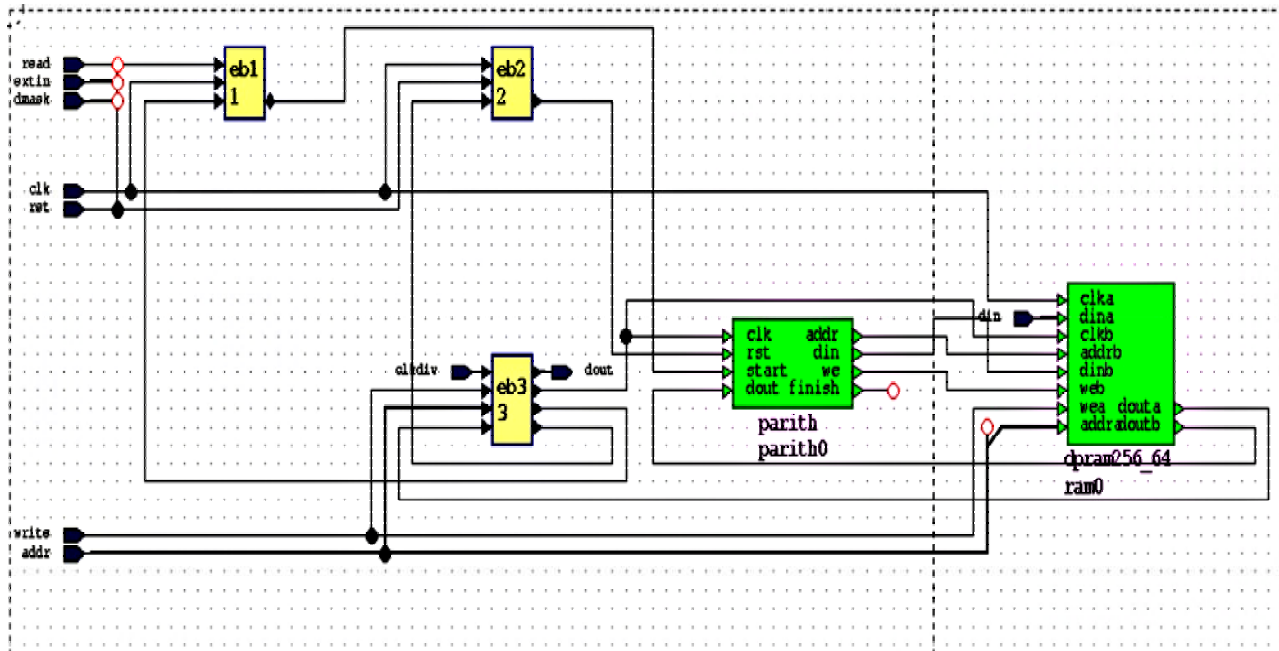 read
extin
dmask
eb1
1
eb2
2
clk
rst
clkdiv
eb3
3
dout
clk addr
rst din
start we
dout finish
parith
parith0
din
clka
dina
clkb
addrb
dinb
web
wea douta
addra doutb
dpram256_64
ram0
write
addr